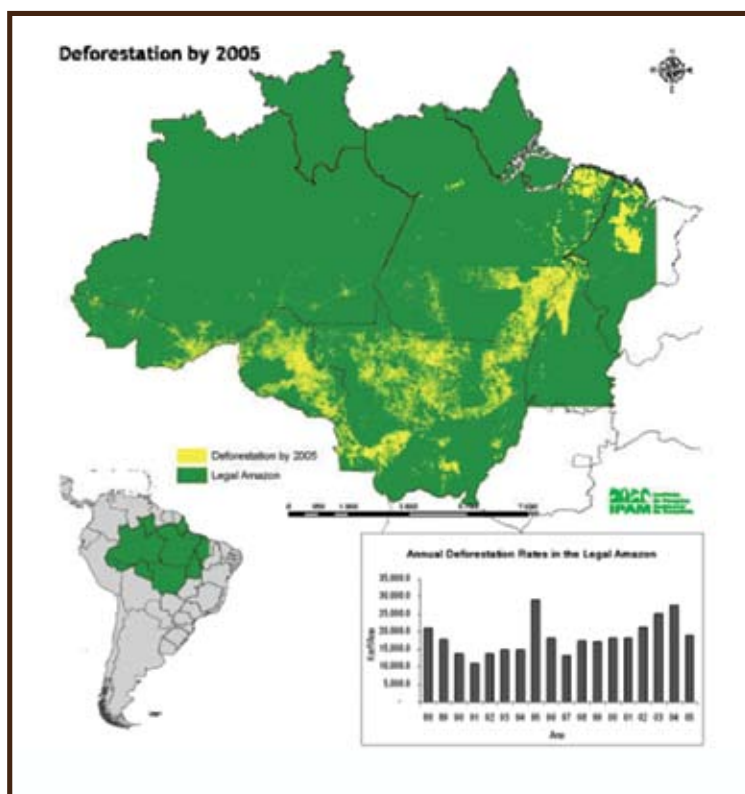 Deforestation by 2005
Deforestation by 2005
Legal Amazon
IPAM
Annual Deforestation Rates in the Legal Amazon
35,000.0
30,000.0
25,000.0
20,000.0
15,000.0
10,000.0
5,000.0
-
88 89 90 91 92 93 94 95 96 97 98 99 00 01 02 03 04 05
Ano